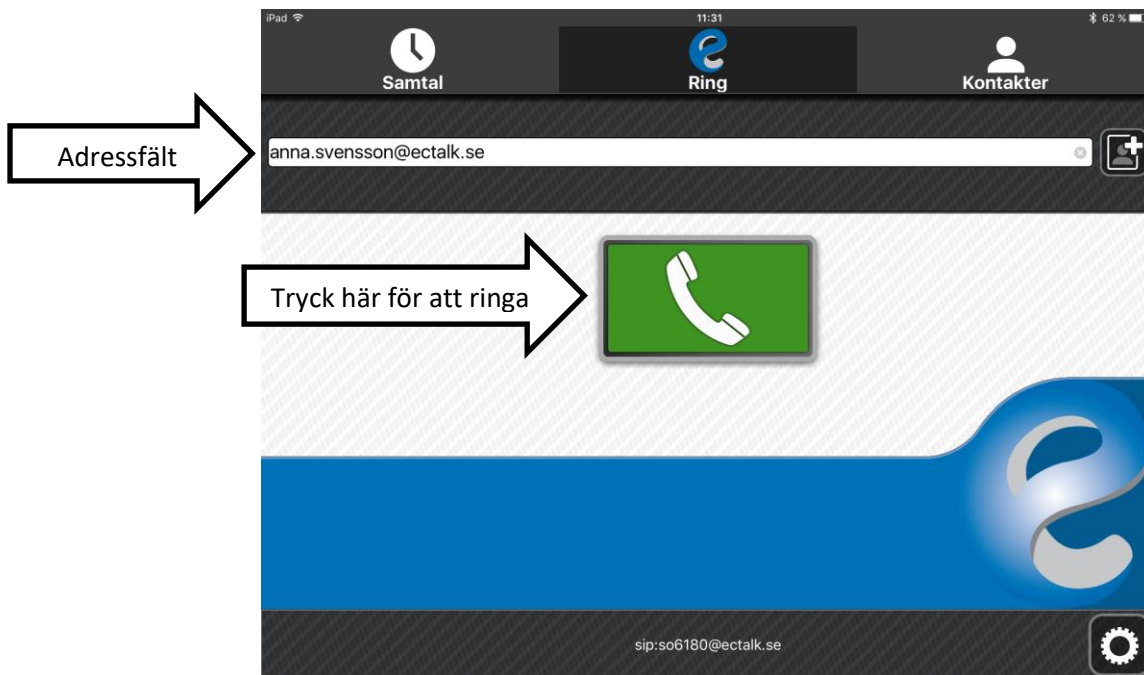 iPad 11:31 62 %
Samtal Ring Kontakter
Adressfält
anna.svensson@ectalk.se
Tryck här för att ringa
sip:so6180@ectalk.se